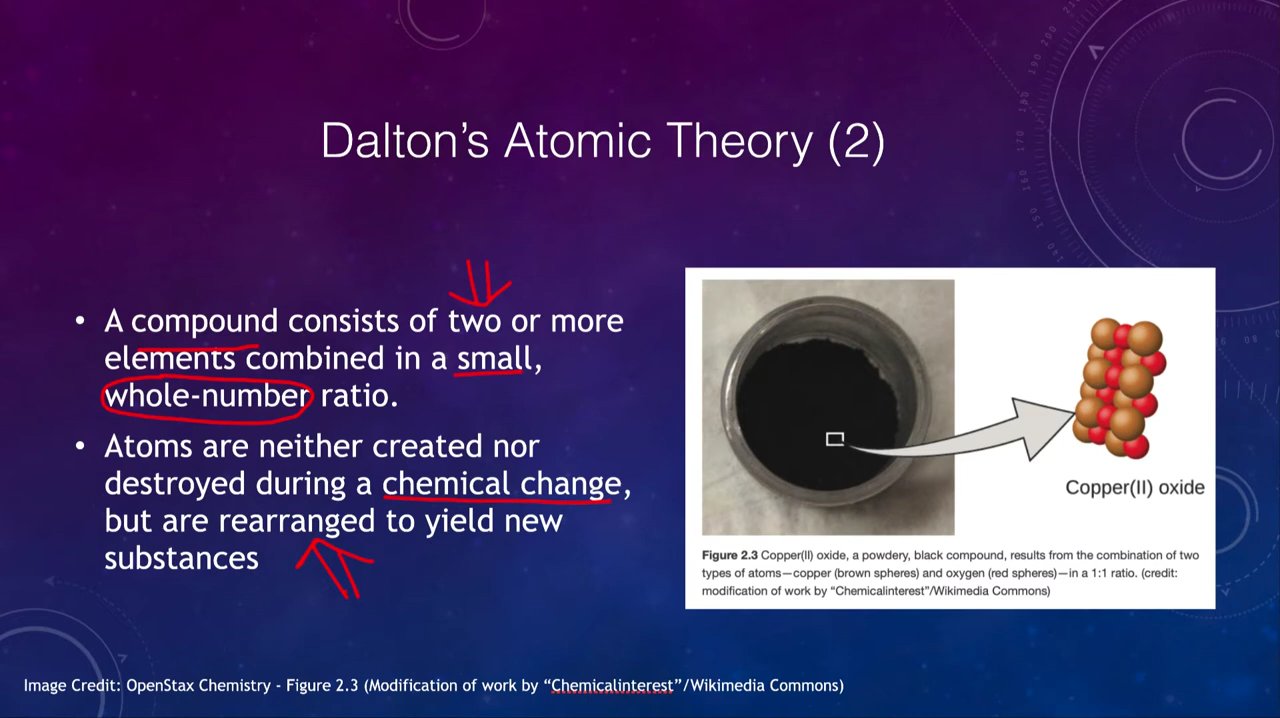 Dalton’s Atomic Theory (2)
• A compound consists of two or more
elements combined in a small,
whole-number ratio.
• Atoms are neither created nor
destroyed during a chemical change,
but are rearranged to yield new
substances
Copper(II) oxide
Figure 2.3 Copper(II) oxide, a powdery, black compound, results from the combination of two
types of atoms—copper (brown spheres) and oxygen (red spheres)—in a 1:1 ratio. (credit:
modification of work by “Chemicalinterest”/Wikimedia Commons)
Image Credit: OpenStax Chemistry - Figure 2.3 (Modification of work by “Chemicalinterest”/Wikimedia Commons)